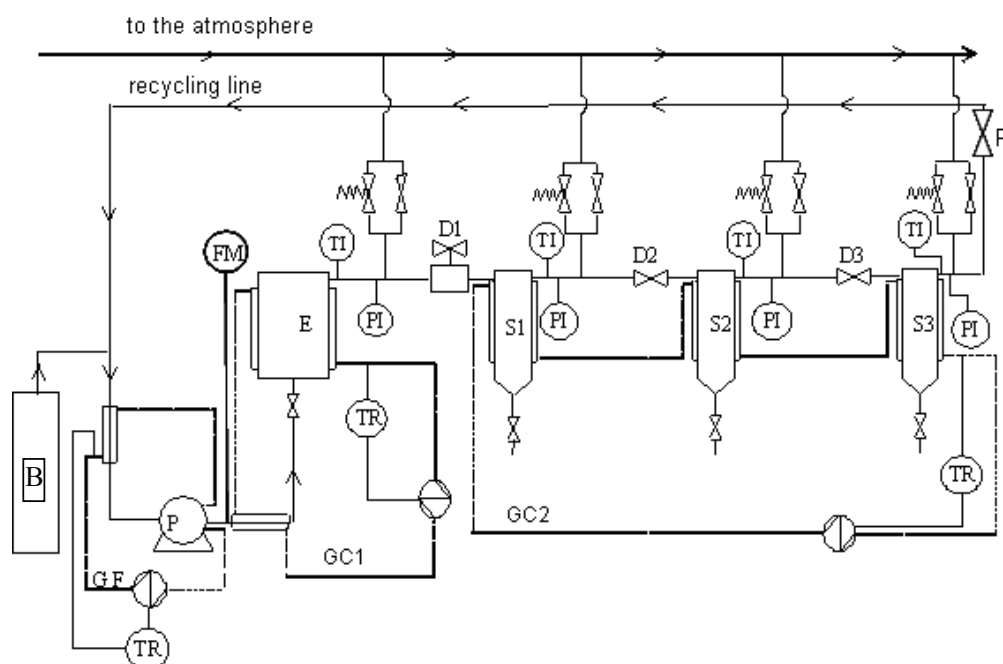 to the atmosphere
recycling line
P
D1
FM
TI
TI
D2
TI
D3
TI
E
PI
S1
PI
S2
PI
S3
PI
TR
B
P
TR
GC2
GC1
GF
TR